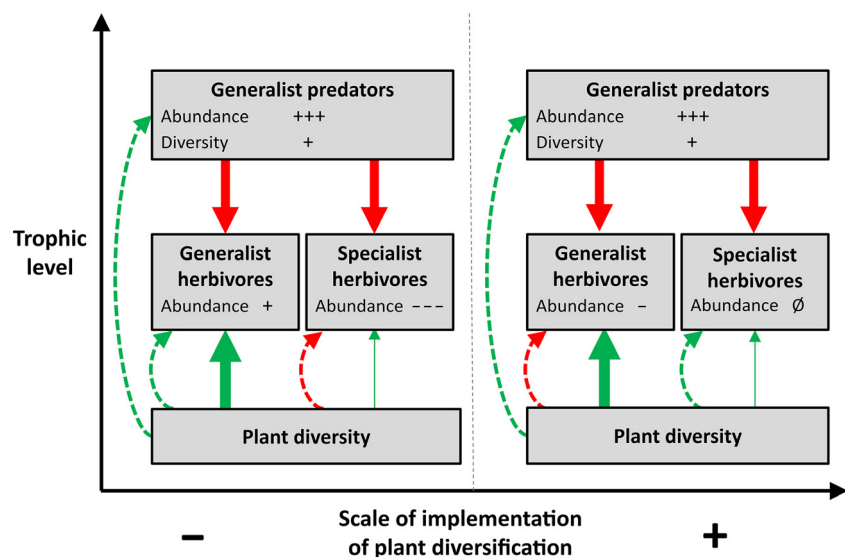 Generalist predators
Abundance +++
Diversity +
Generalist predators
Abundance +++
Diversity +
Trophic
level
Generalist
herbivores
Abundance +
Specialist
herbivores
Abundance ---
Generalist
herbivores
Abundance -
Specialist
herbivores
Abundance Ø
Plant diversity
Plant diversity
–
Scale of implementation
of plant diversification
+